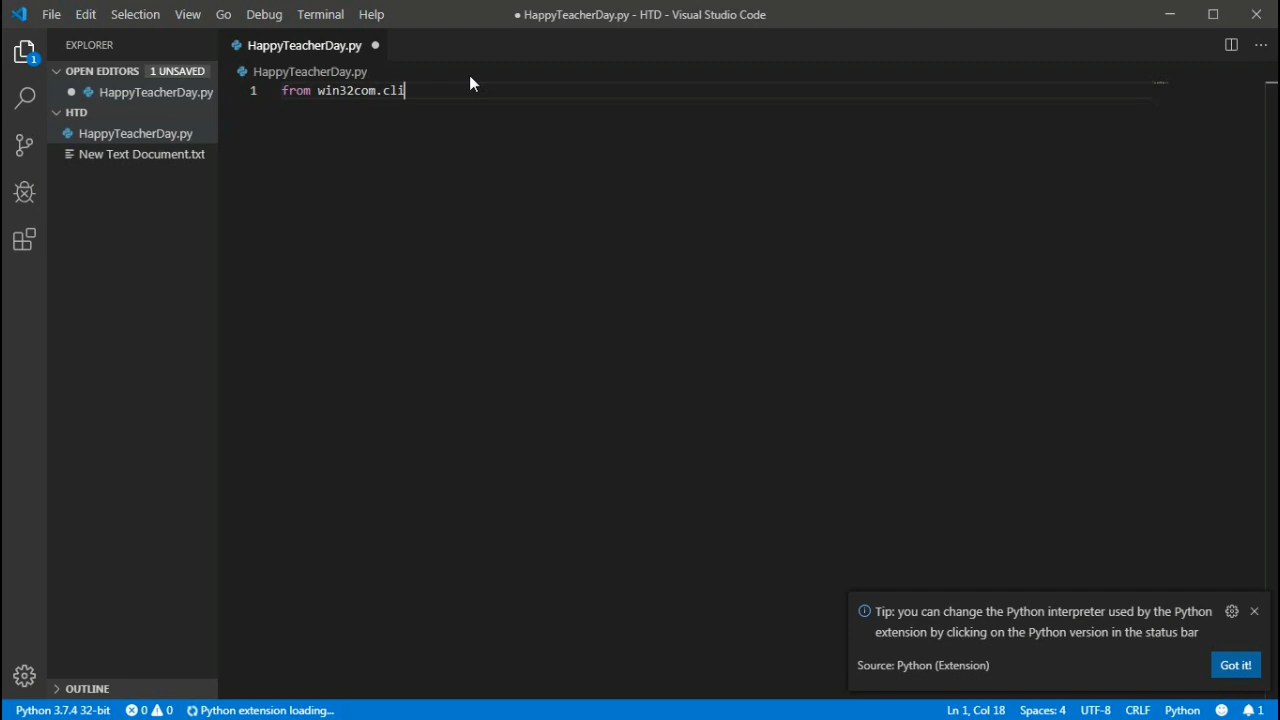 File Edit Selection View Go Debug Terminal Help
● HappyTeacherDay.py - HTD - Visual Studio Code
EXPLORER
OPEN EDITORS 1 UNSAVED
● HappyTeacherDay.py
HTD
HappyTeacherDay.py
New Text Document.txt
OUTLINE
HappyTeacherDay.py ●
HappyTeacherDay.py
1 from win32com.cli
Tip: you can change the Python interpreter used by the Python
extension by clicking on the Python version in the status bar
Source: Python (Extension)
Got it!
1
Python 3.7.4 32-bit 0 0 Python extension loading... Ln 1, Col 18 Spaces: 4 UTF-8 CRLF Python 1